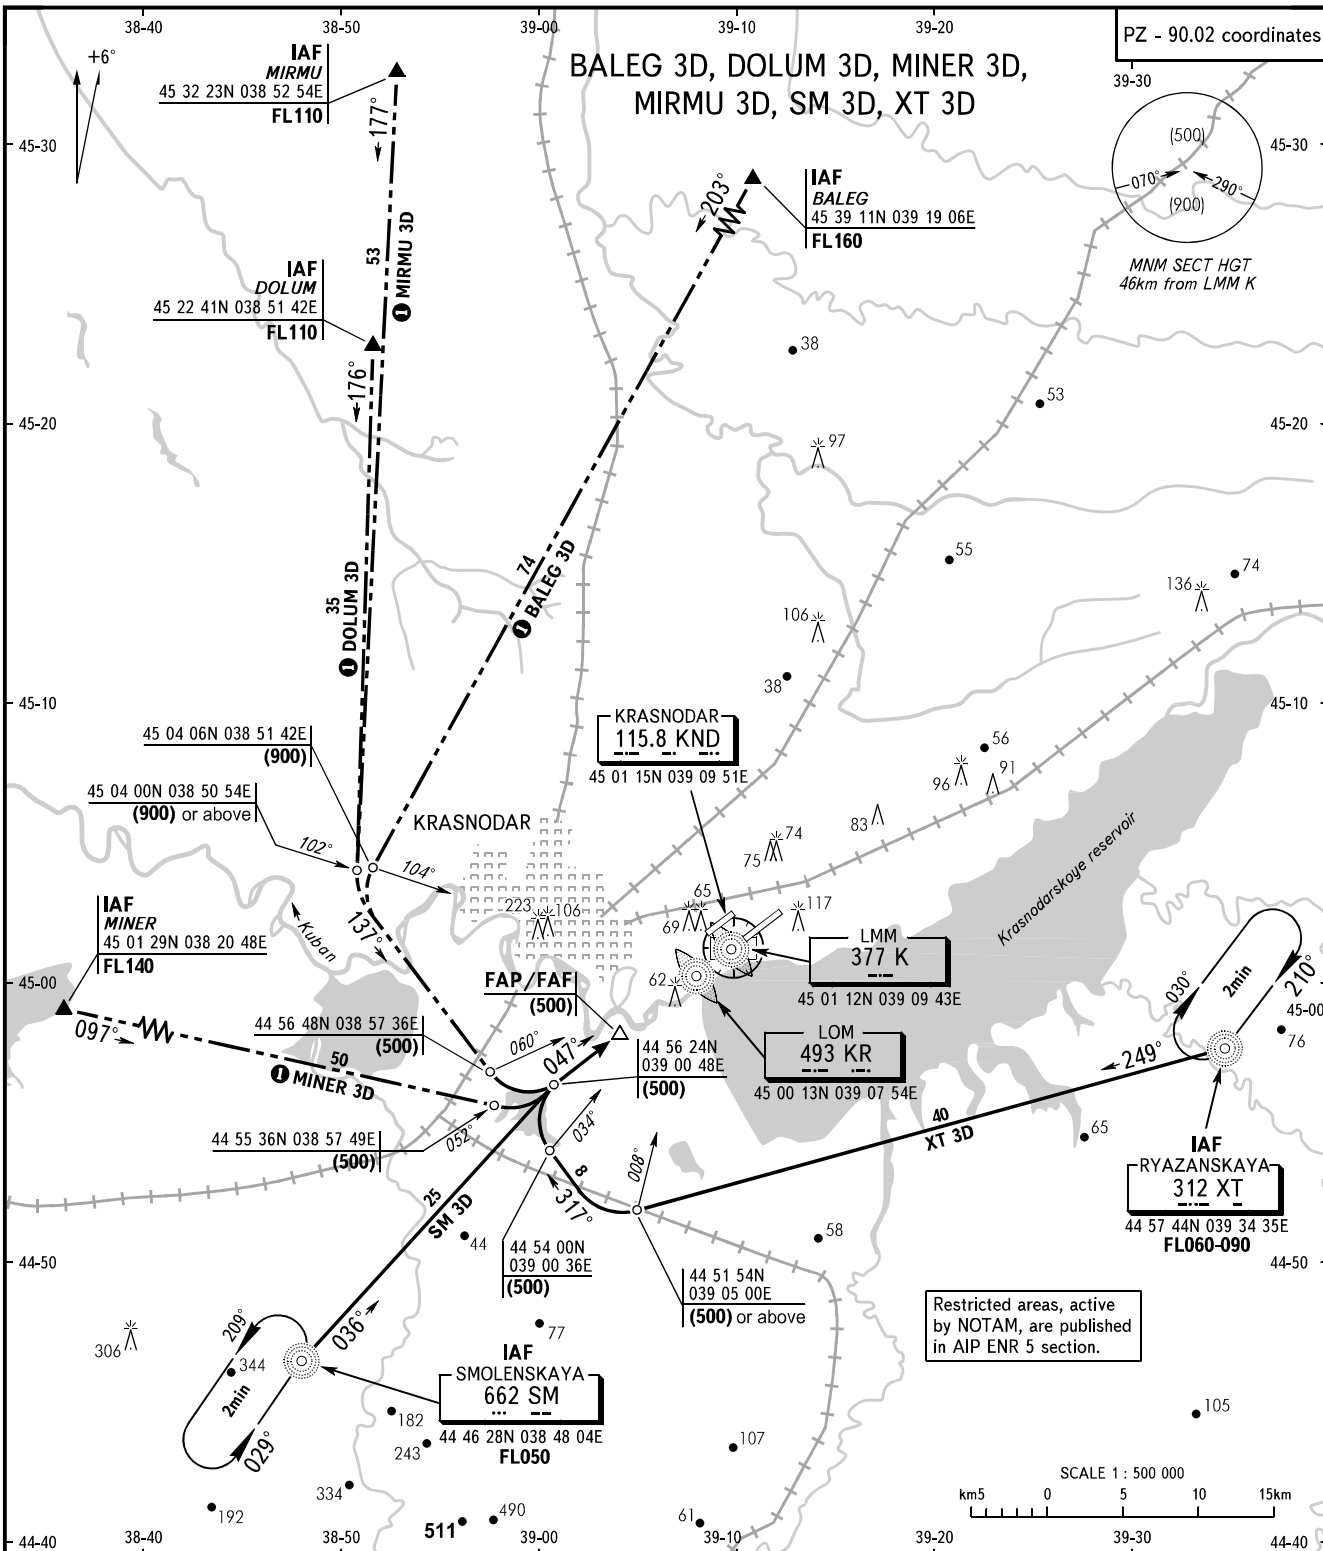 38-40
38-50
39-00
39-10
39-20
PZ - 90.02 coordinates
39-30
+6°
IAF
MIRMU
45 32 23N 038 52 54E
FL110
BALEG 3D, DOLUM 3D, MINER 3D,
MIRMU 3D, SM 3D, XT 3D
45-30
45-30
(500)
070°
290°
(900)
MNM SECT HGT
46km from LMM K
177°
203°
IAF
BALEG
45 39 11N 039 19 06E
FL160
53
1 MIRMU 3D
IAF
DOLUM
45 22 41N 038 51 42E
FL110
176°
38
53
45-20
45-20
97
55
74
136
74
1 BALEG 3D
35
1 DOLUM 3D
106
38
45-10
45-10
45 04 06N 038 51 42E
(900)
KRASNODAR
115.8 KND
45 01 15N 039 09 51E
56
96
91
45 04 00N 038 50 54E
(900) or above
102°
104°
KRASNODAR
83
74
75
Krasnodarskoye reservoir
IAF
MINER
45 01 29N 038 20 48E
FL140
Kuban
137°
223
106
65
69
117
LMM
377 K
45 01 12N 039 09 43E
62
45-00
45-00
FAP/FAF
(500)
LOM
493 KR
45 00 13N 039 07 54E
030°
2min
210°
76
097°
50
1 MINER 3D
44 56 48N 038 57 36E
(500)
060°
047°
44 56 24N
039 00 48E
(500)
249°
40
XT 3D
65
44 55 36N 038 57 49E
(500)
052°
034°
008°
8
317°
IAF
RYAZANSKAYA
312 XT
44 57 44N 039 34 35E
FL060-090
25
SM 3D
44
44 54 00N
039 00 36E
(500)
58
44-50
44-50
44 51 54N
039 05 00E
(500) or above
Restricted areas, active
by NOTAM, are published
in AIP ENR 5 section.
306
209°
344
2min
029°
036°
77
IAF
SMOLENSKAYA
662 SM
44 46 28N 038 48 04E
FL050
182
243
107
105
334
192
511
490
61
SCALE 1 : 500 000
km5
0
5
10
15km
44-40
38-40
38-50
39-00
39-10
39-20
39-30
44-40